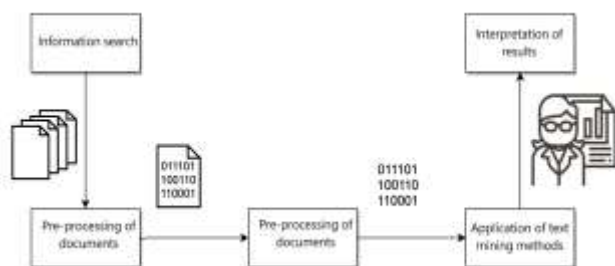 Information search
Interpretation of
results
011101
100110
110001
011101
100110
110001
Pre-processing of
documents
Pre-processing of
documents
Application of text
mining methods